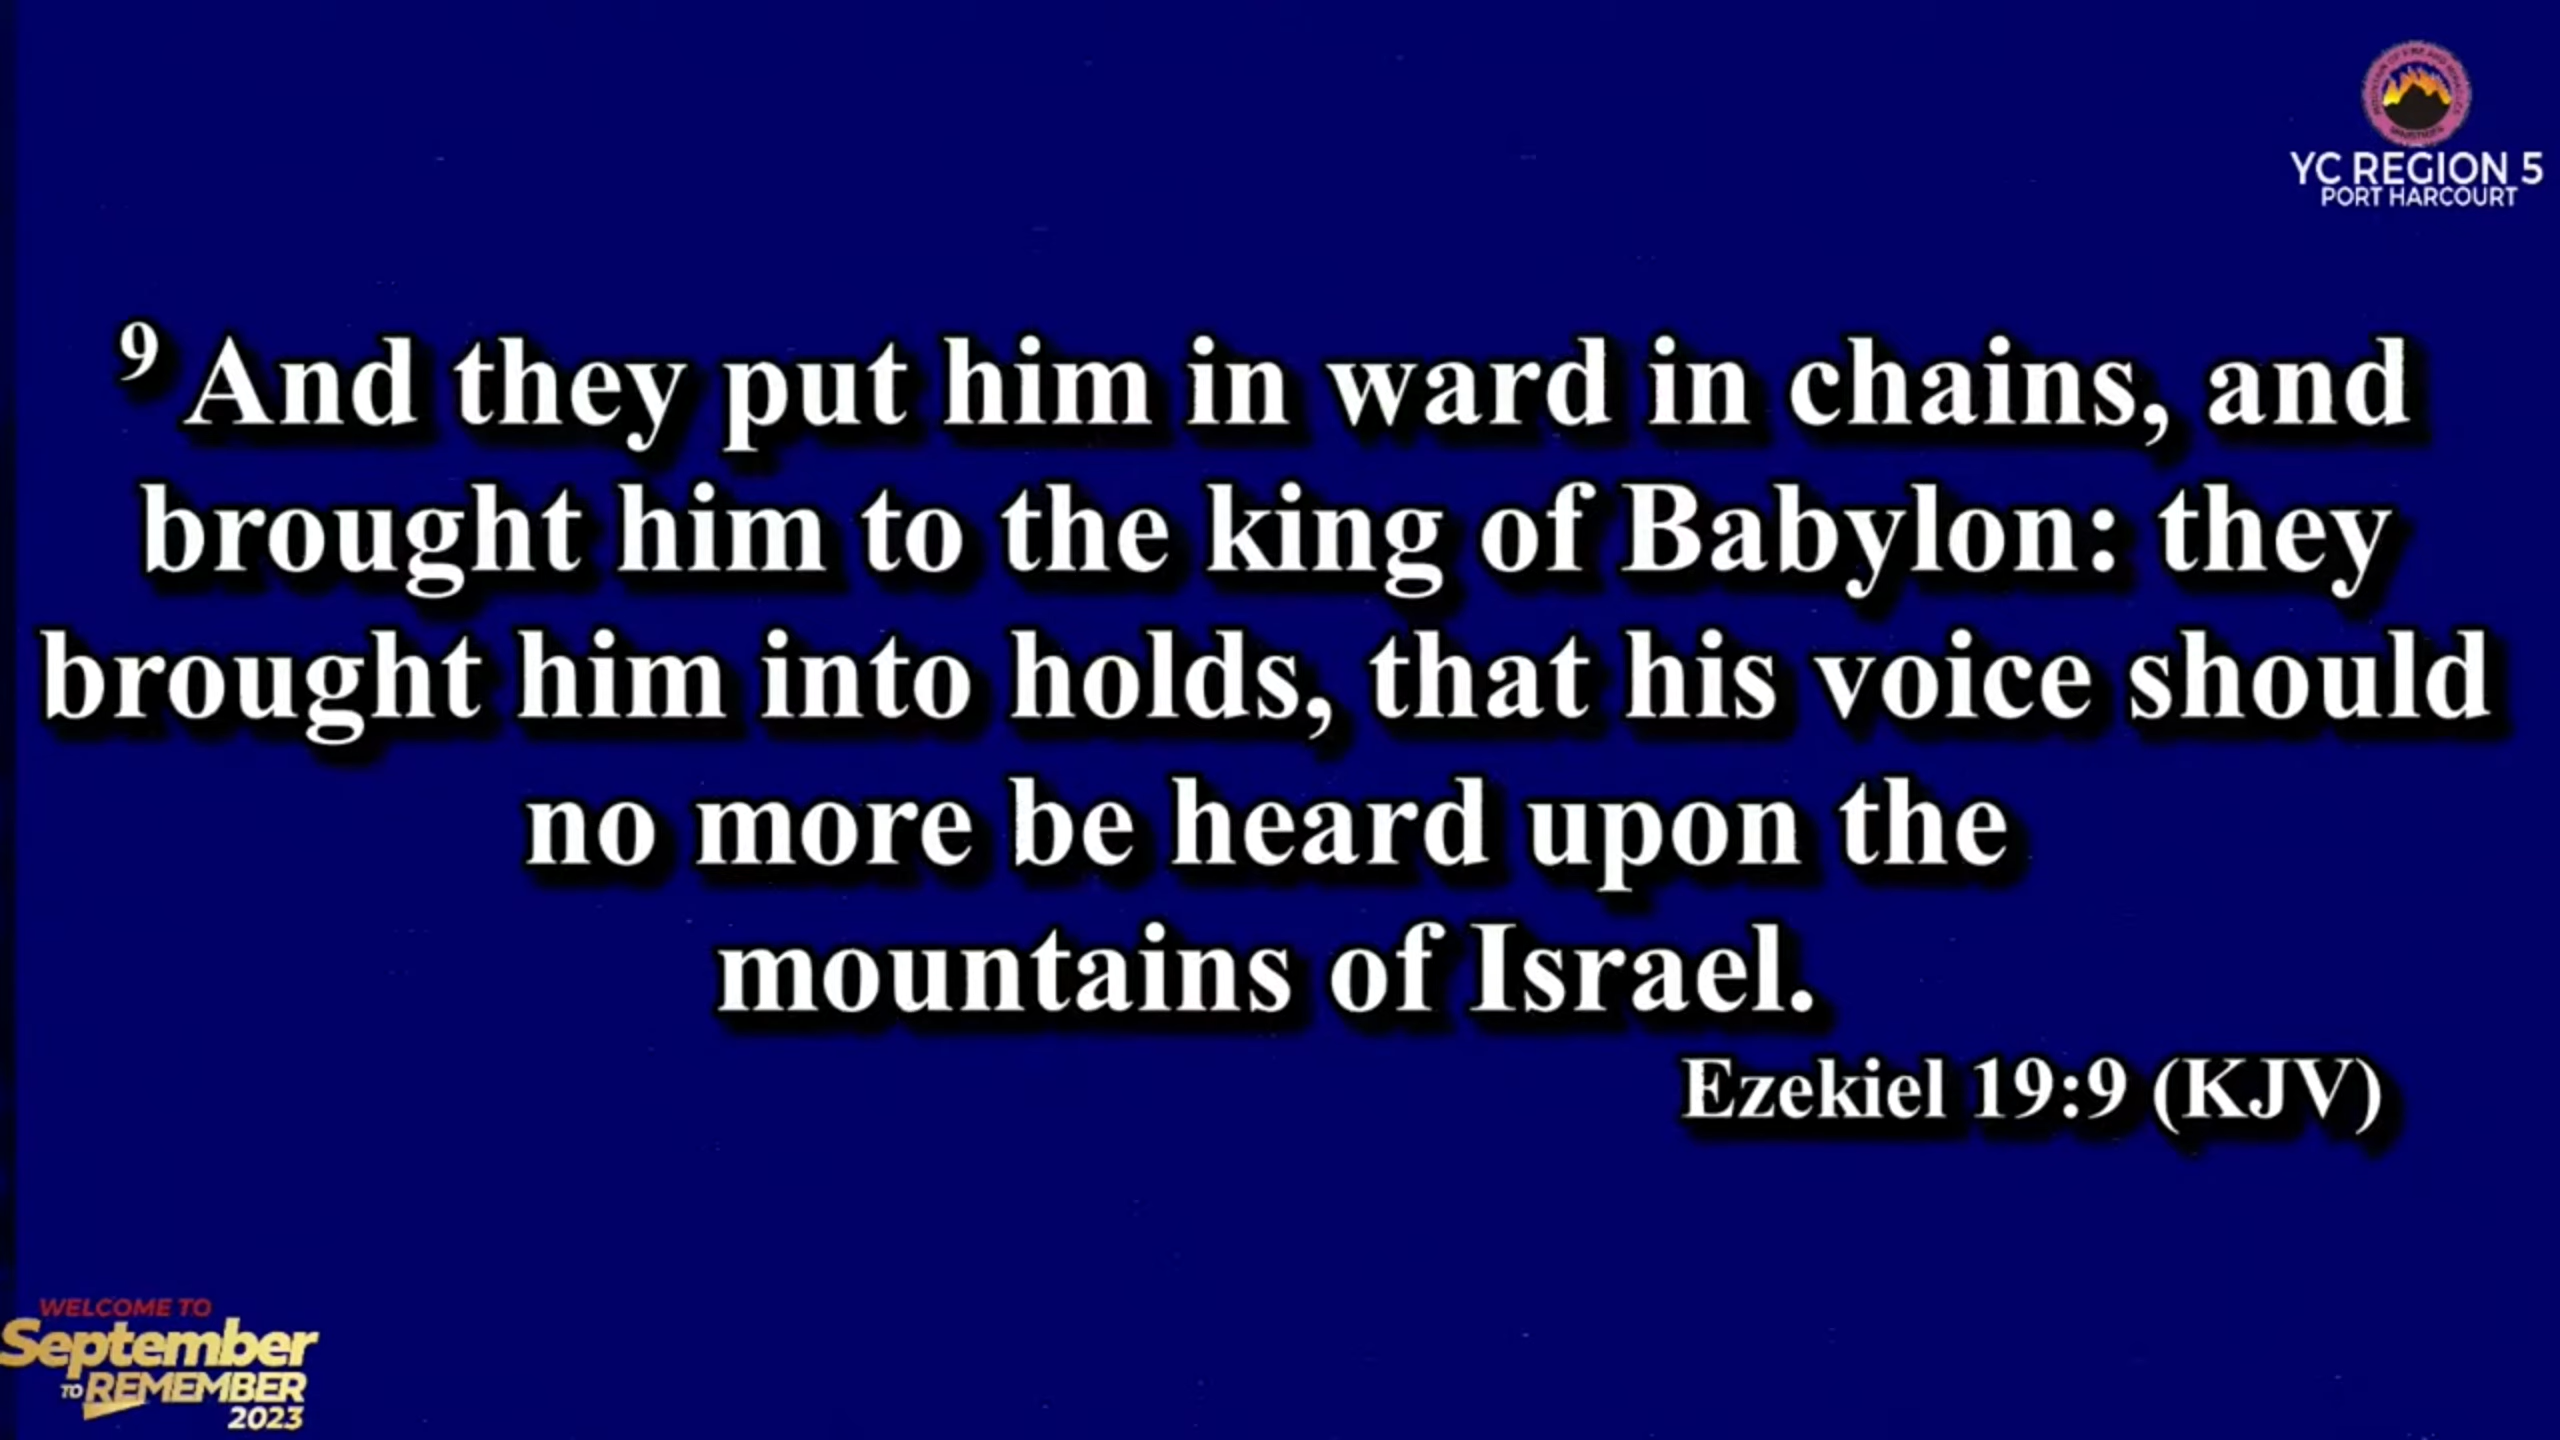 YC REGION 5
PORT HARCOURT
9 And they put him in ward in chains, and
brought him to the king of Babylon: they
brought him into holds, that his voice should
no more be heard upon the
mountains of Israel.
Ezekiel 19:9 (KJV)
WELCOME TO
September
TO REMEMBER
2023